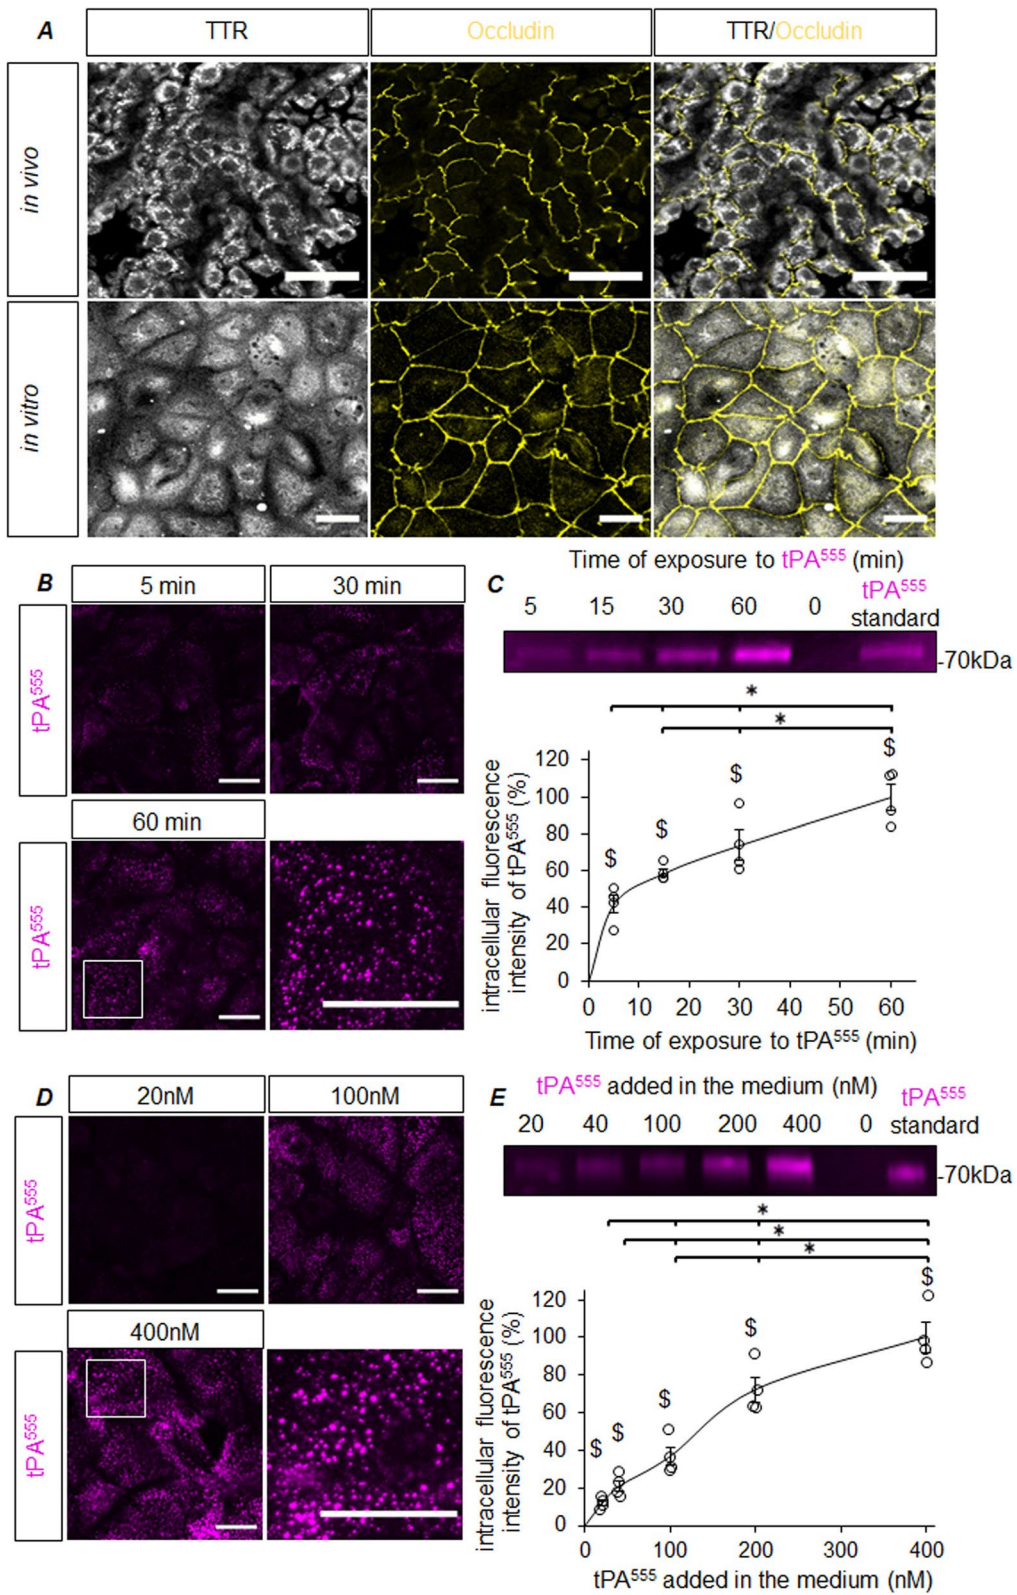 A
TTR
Occludin
TTR/Occludin
in vivo
in vitro
B
5 min
30 min
tPA⁵⁵⁵
60 min
tPA⁵⁵⁵
C
Time of exposure to tPA⁵⁵⁵ (min)
5 15 30 60 0 tPA⁵⁵⁵ standard
-70kDa
*
*
intracellular fluorescence
intensity of tPA⁵⁵⁵ (%)
120
100
80
60
40
20
0
$ $ $ $
0 10 20 30 40 50 60
Time of exposure to tPA⁵⁵⁵ (min)
D
20nM
100nM
tPA⁵⁵⁵
400nM
tPA⁵⁵⁵
E
tPA⁵⁵⁵ added in the medium (nM)
20 40 100 200 400 0 tPA⁵⁵⁵ standard
-70kDa
*
*
*
intracellular fluorescence
intensity of tPA⁵⁵⁵ (%)
120
100
80
60
40
20
0
$ $ $ $ $
0 100 200 300 400
tPA⁵⁵⁵ added in the medium (nM)